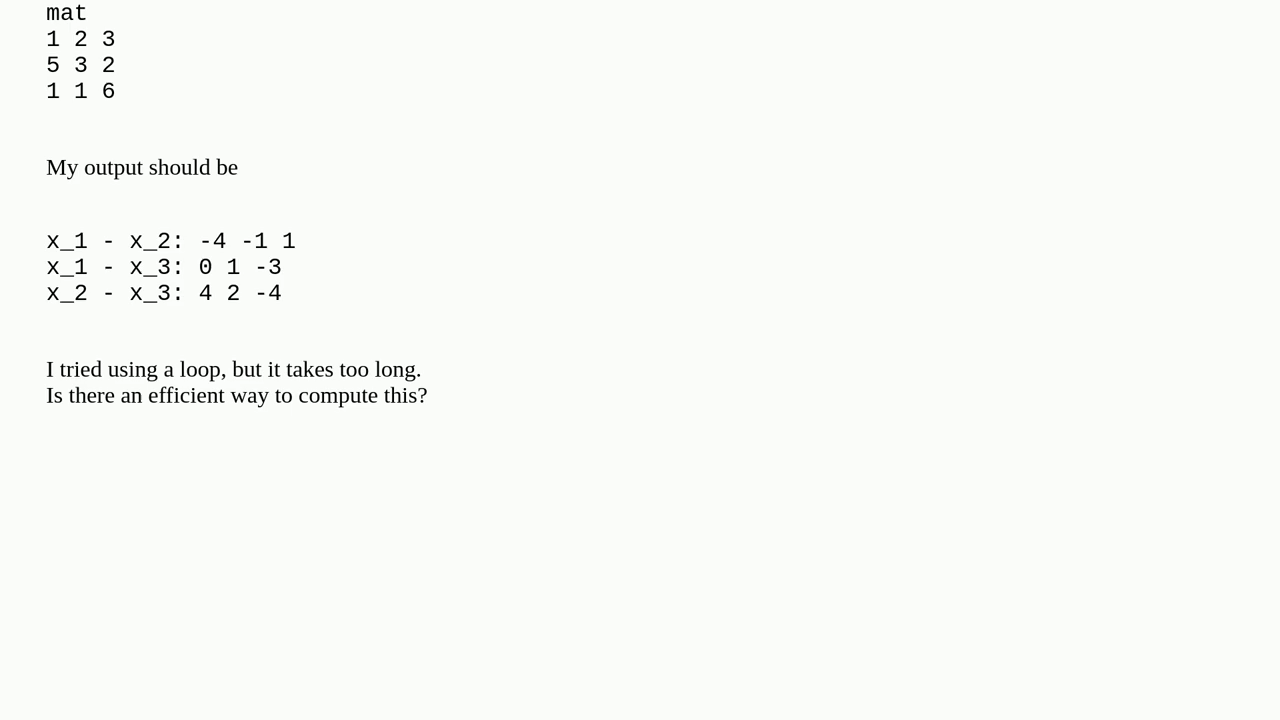 mat
1 2 3
5 3 2
1 1 6
My output should be
x_1 - x_2: -4 -1 1
x_1 - x_3: 0 1 -3
x_2 - x_3: 4 2 -4
I tried using a loop, but it takes too long.
Is there an efficient way to compute this?